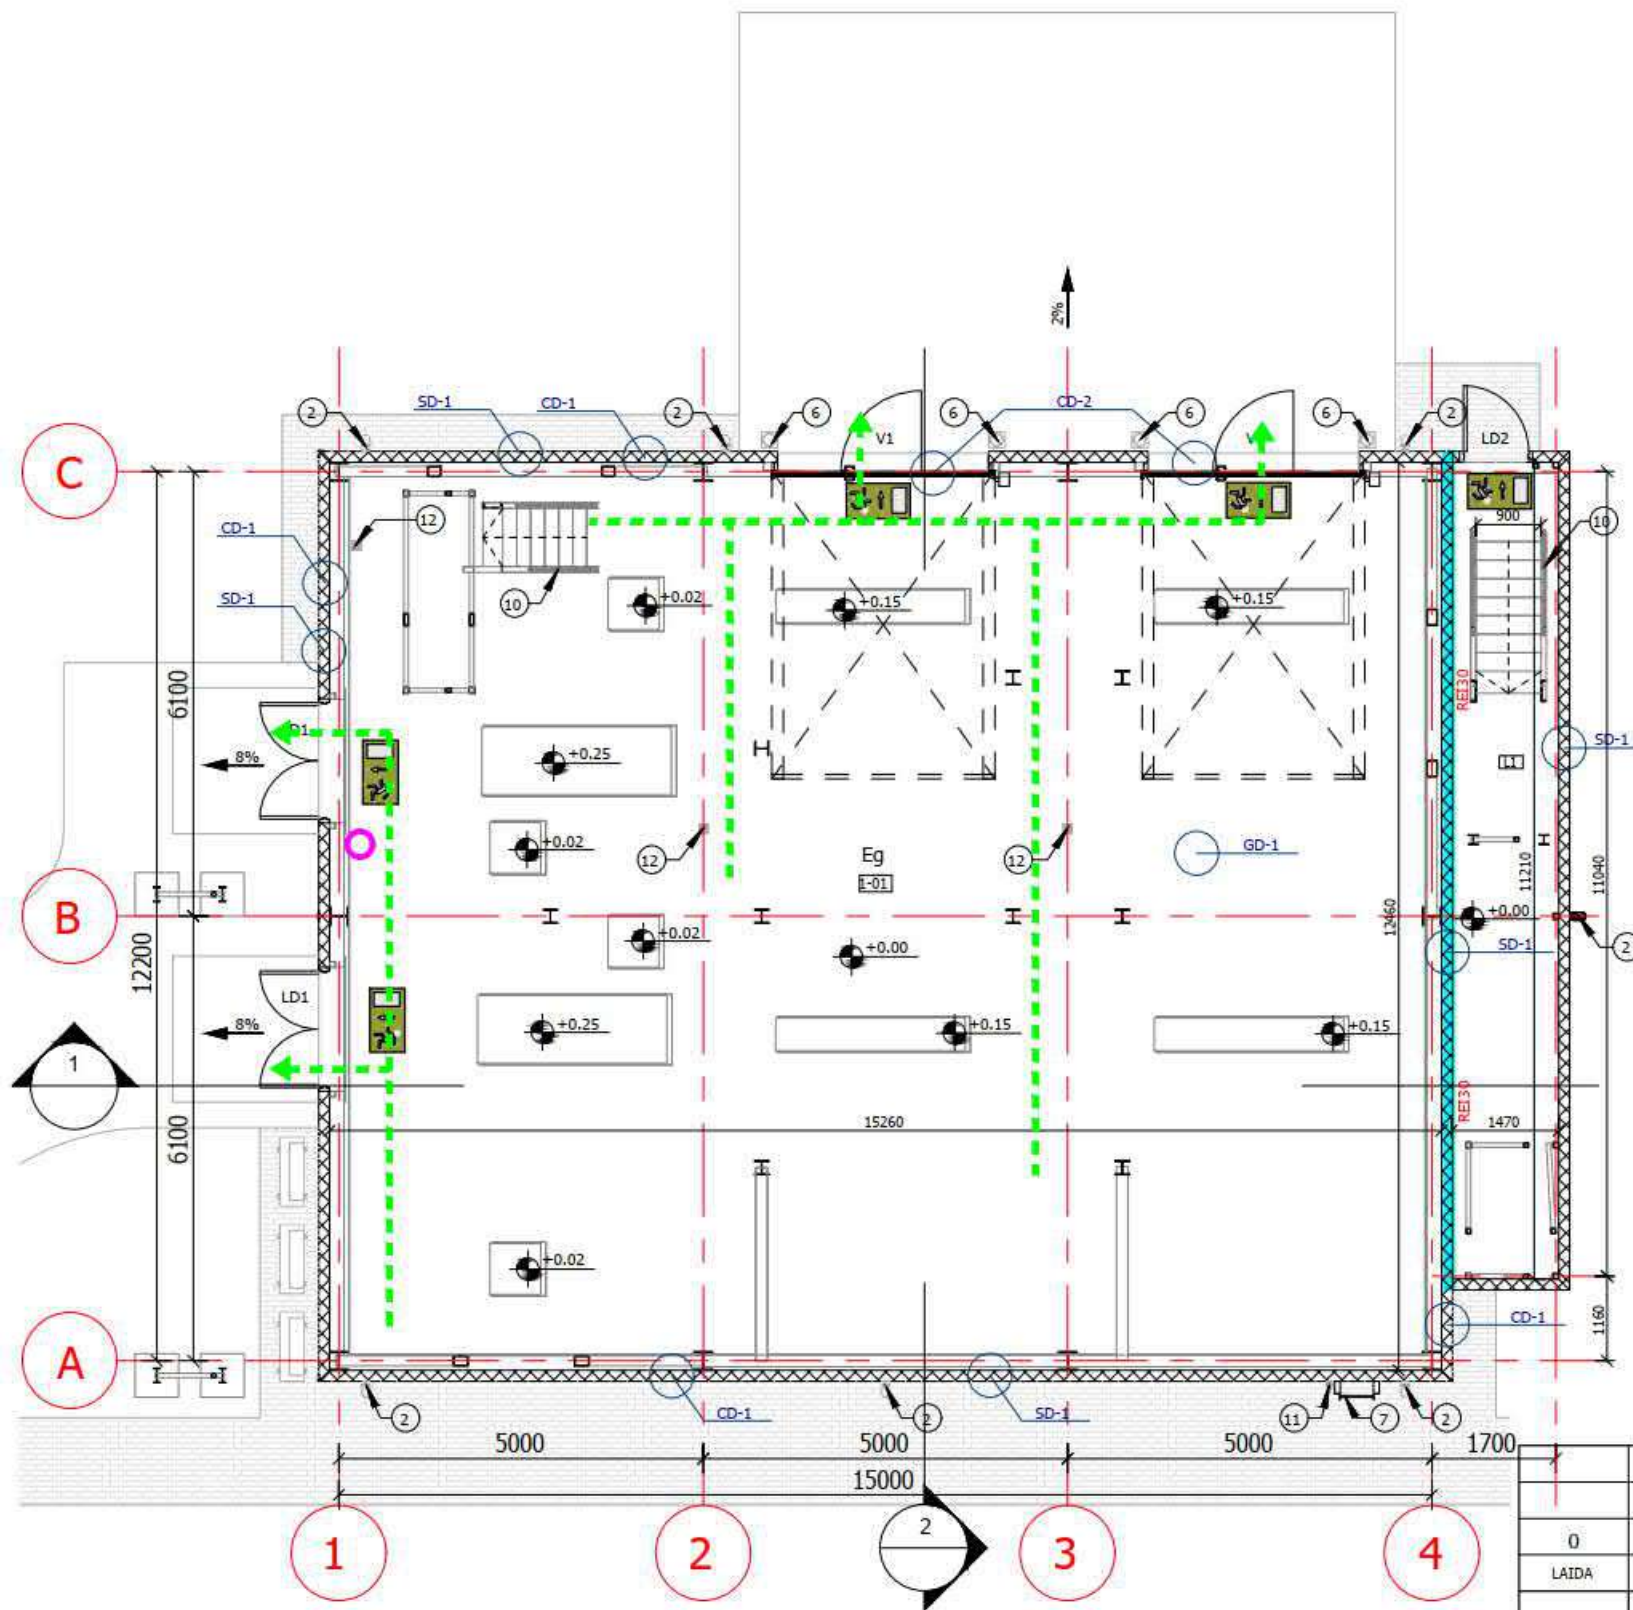 2%
2
SD-1
CD-1
2
6
6
CD-2
6
6
2
V1
V
LD2
C
CD-1
12
900
10
SD-1
10
+0.02
+0.15
+0.15
6100
REI30
8%
D1
+0.25
SD-1
+0.02
12
Eg
1-01
12
GD-1
11210
11040
B
12200
+0.02
+0.00
12460
+0.00
SD-1
2
LD1
8%
+0.25
+0.15
+0.15
1
6100
15260
REI30
1470
+0.02
CD-1
1160
A
2
CD-1
2
SD-1
11
7
2
5000
5000
5000
1700
15000
1
2
2
3
4
0
LAIDA